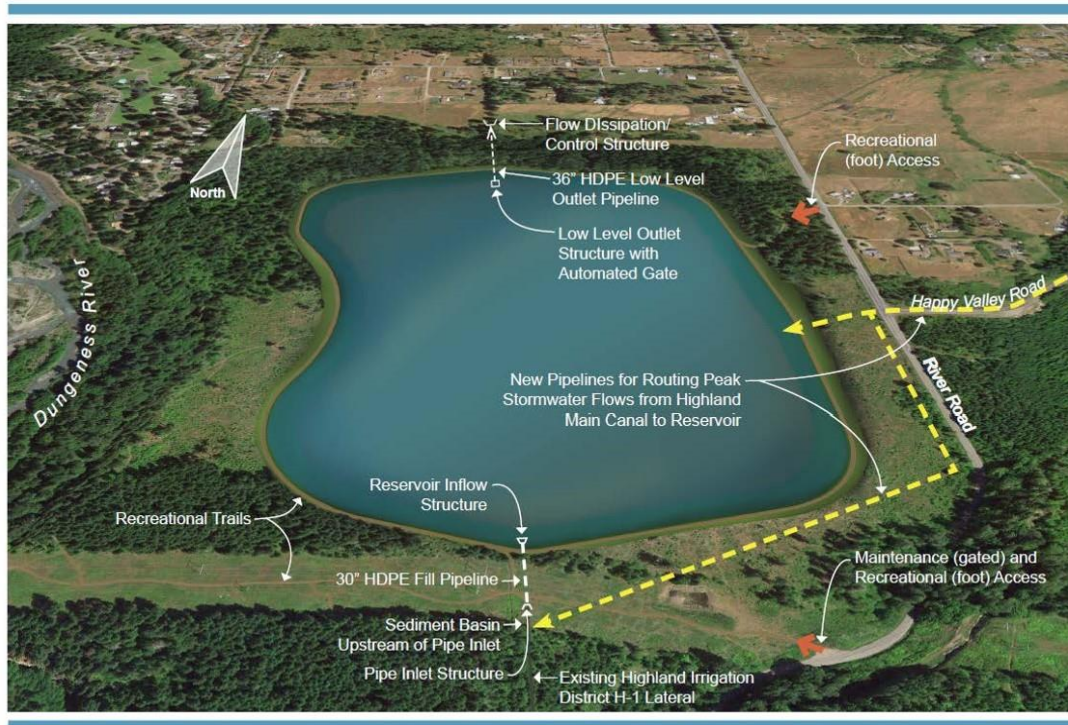 Flow DIssipation/
Control Structure
Recreational
(foot) Access
North
36” HDPE Low Level
Outlet Pipeline
Low Level Outlet
Structure with
Automated Gate
Dungeness River
Happy Valley Road
River Road
New Pipelines for Routing Peak
Stormwater Flows from Highland
Main Canal to Reservoir
Reservoir Inflow
Structure
Recreational Trails
Maintenance (gated) and
Recreational (foot) Access
30” HDPE Fill Pipeline
Sediment Basin
Upstream of Pipe Inlet
Pipe Inlet Structure
Existing Highland Irrigation
District H-1 Lateral